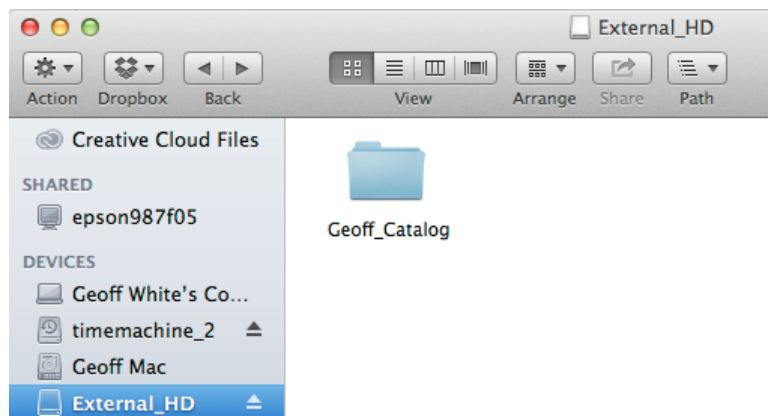 External_HD
Action Dropbox Back View Arrange Share Path
Creative Cloud Files
SHARED
epson987f05
DEVICES
Geoff White's Co...
timemachine_2
Geoff Mac
External_HD
Geoff_Catalog